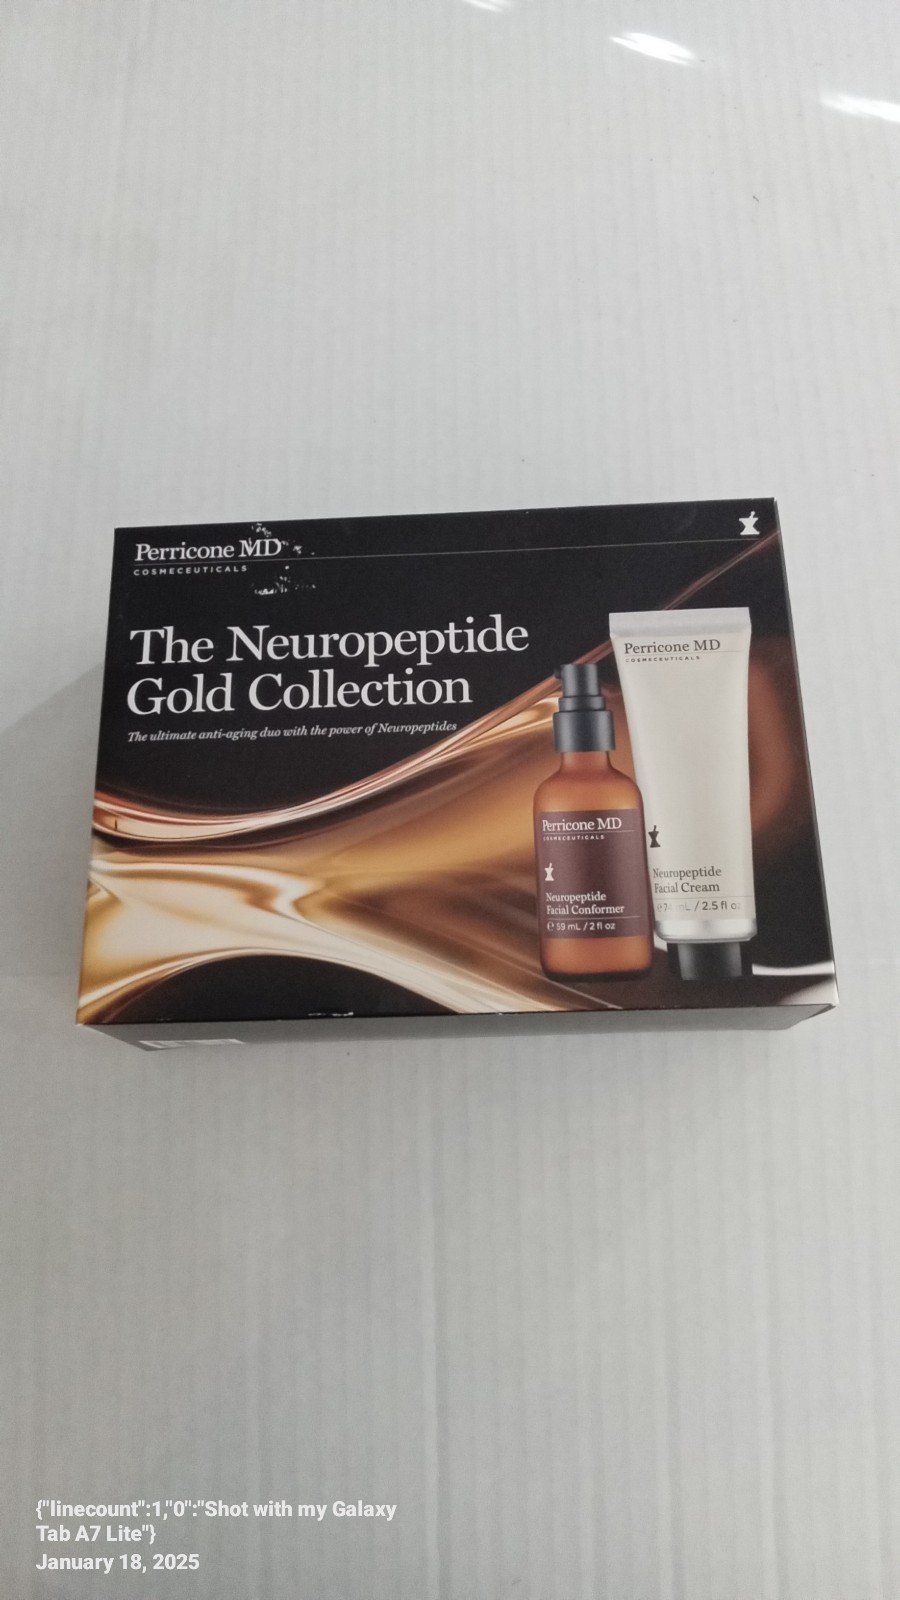 Perricone MD
COSMECEUTICALS
The Neuropeptide
Gold Collection
The ultimate anti-aging duo with the power of Neuropeptides
Perricone MD
COSMECEUTICALS
Neuropeptide
Facial Conformer
℮ 59 mL / 2 fl oz
Perricone MD
COSMECEUTICALS
Neuropeptide
Facial Cream
mL / 2.5 fl oz
{"linecount":1,"0":"Shot with my Galaxy
Tab A7 Lite"}
January 18, 2025